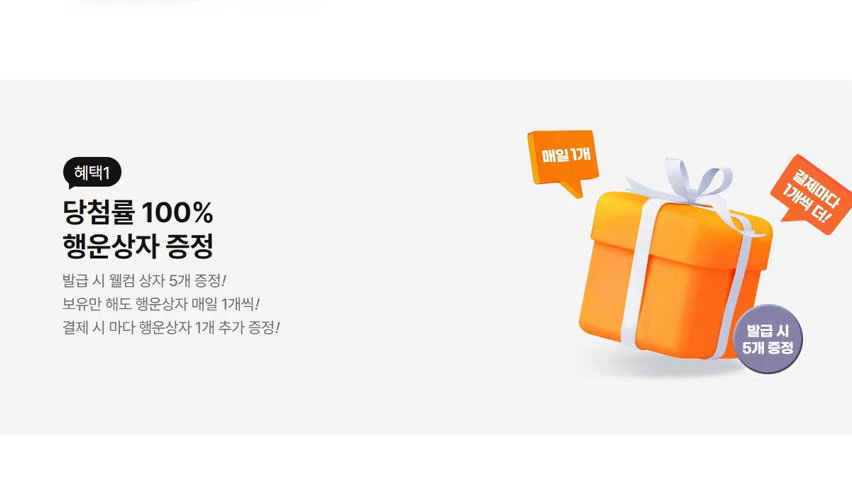 혜택1
당첨률 100%
행운상자 증정
발급 시 웰컴 상자 5개 증정!
보유만 해도 행운상자 매일 1개씩!
결제 시 마다 행운상자 1개 추가 증정!
매일 1개
결제마다
1개씩 더!
발급 시
5개 증정